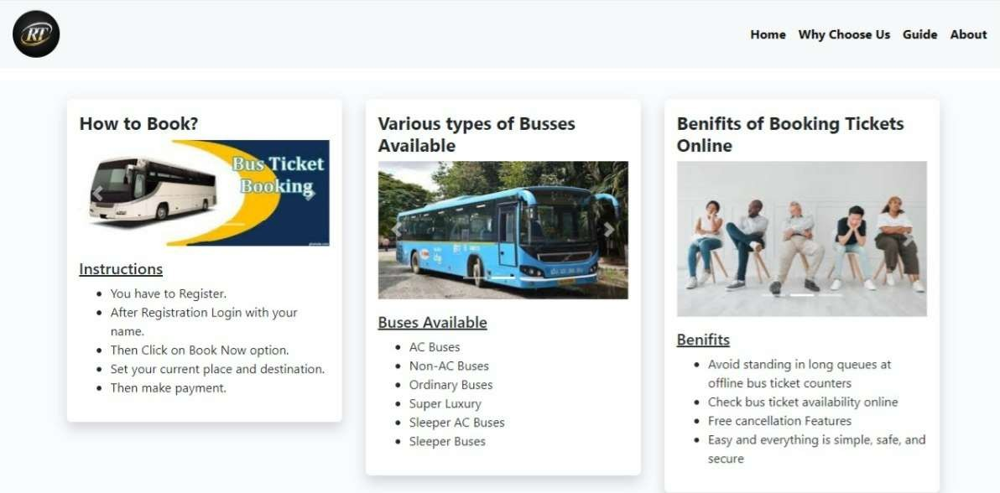 RT
Home Why Choose Us Guide About
How to Book?
Bus Ticket
Booking
Instructions
You have to Register.
After Registration Login with your
name.
Then Click on Book Now option.
Set your current place and destination.
Then make payment.
Various types of Busses
Available
Buses Available
AC Buses
Non-AC Buses
Ordinary Buses
Super Luxury
Sleeper AC Buses
Sleeper Buses
Benifits of Booking Tickets
Online
Benifits
Avoid standing in long queues at
offline bus ticket counters
Check bus ticket availability online
Free cancellation Features
Easy and everything is simple, safe, and
secure